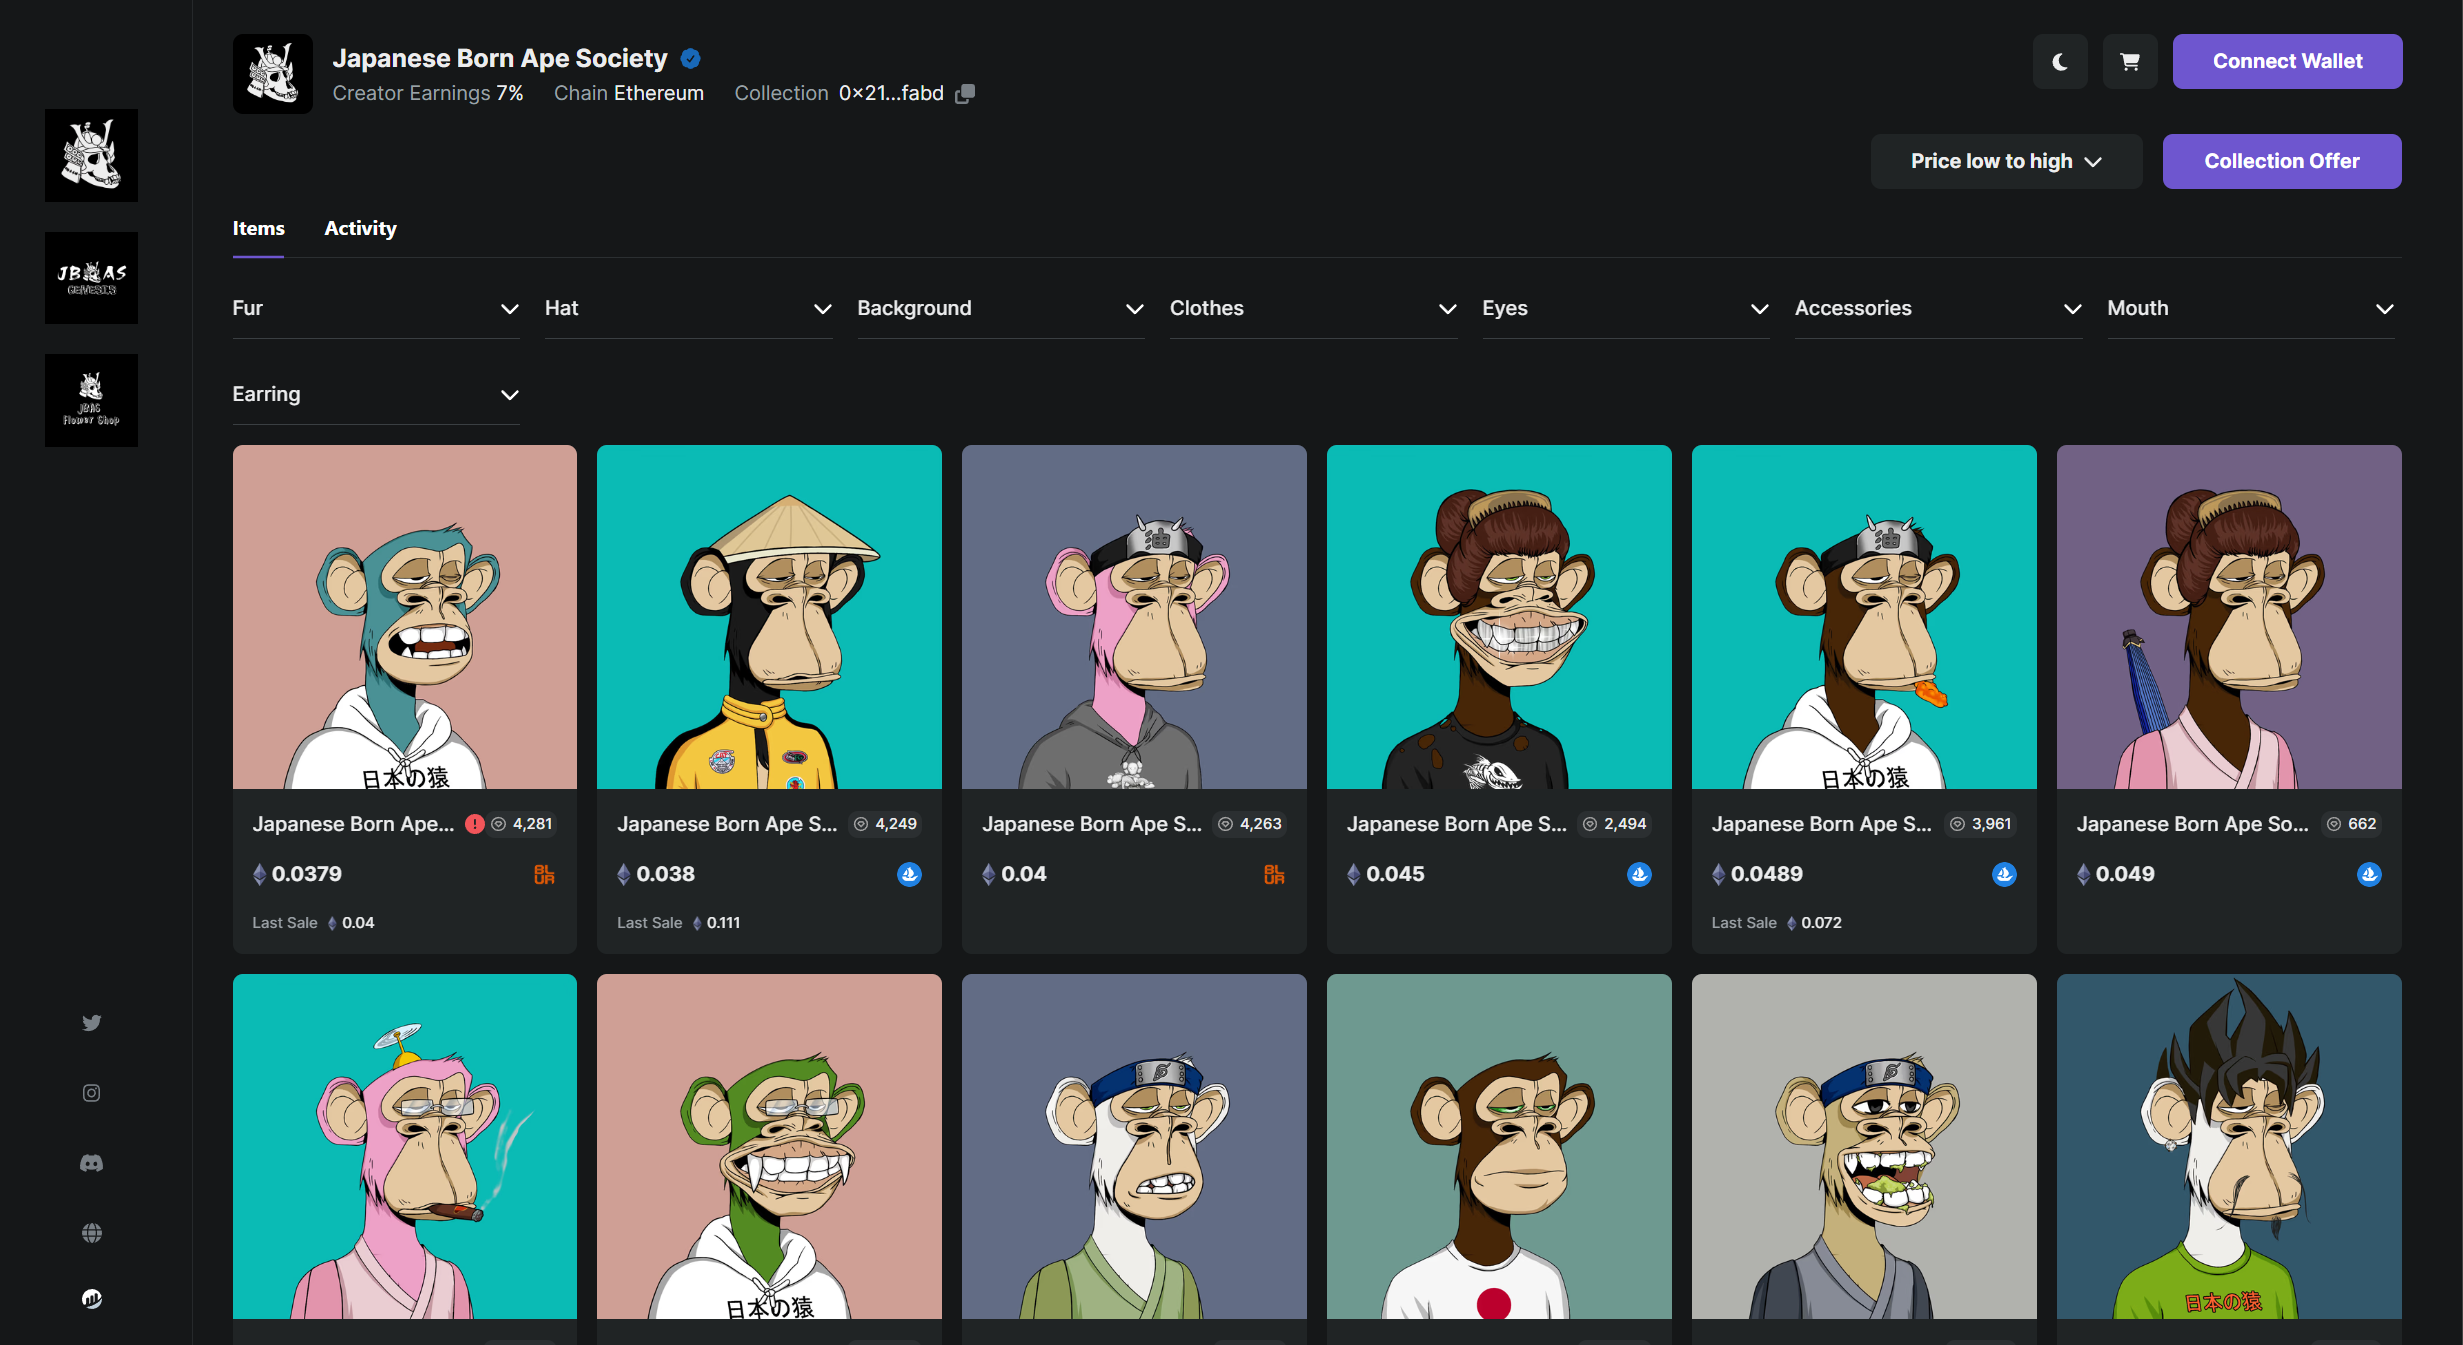 Japanese Born Ape Society
Creator Earnings 7% Chain Ethereum Collection 0×21...fabd
Connect Wallet
Price low to high
Collection Offer
JB AS
GENESIS
JBAS
Flower Shop
Items Activity
Fur Hat Background Clothes Eyes Accessories Mouth
Earring
日本の猿
日本の猿
Japanese Born Ape... 4,281
0.0379
BLUR
Last Sale 0.04
Japanese Born Ape S... 4,249
0.038
Last Sale 0.111
Japanese Born Ape S... 4,263
0.04
BLUR
Japanese Born Ape S... 2,494
0.045
Japanese Born Ape S... 3,961
0.0489
Last Sale 0.072
Japanese Born Ape So... 662
0.049
日本の猿
日本の猿